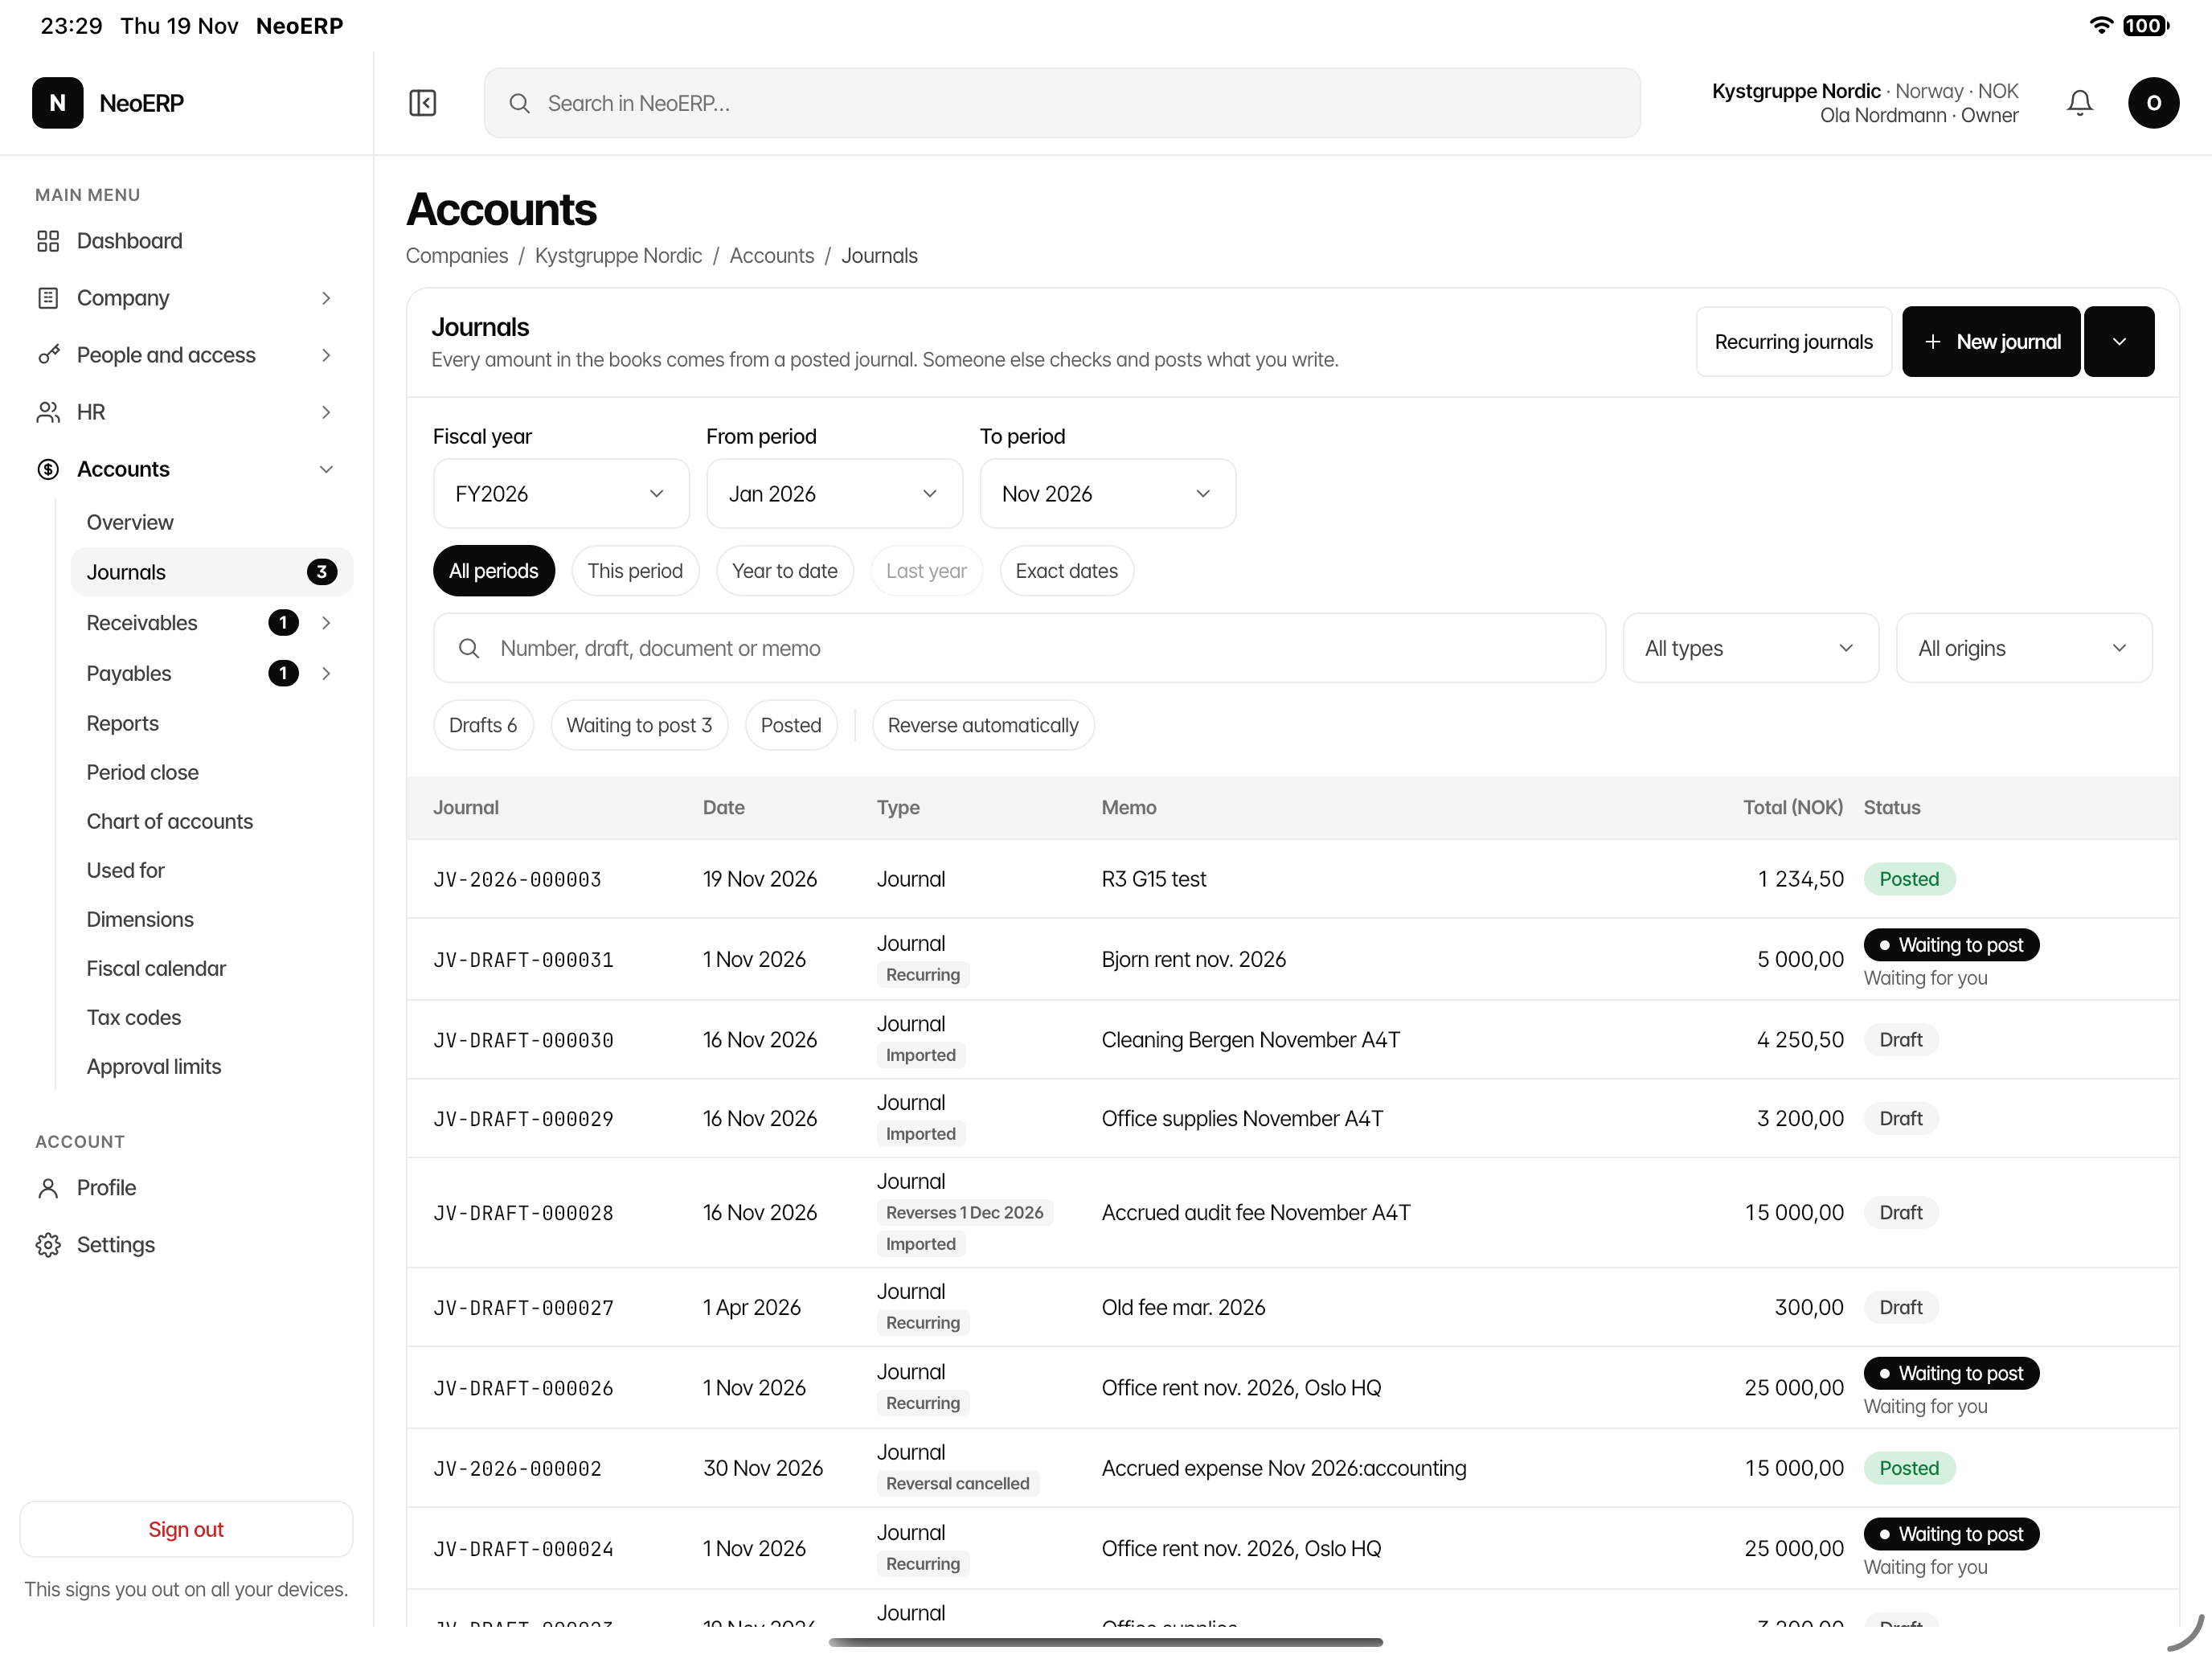 23:29 Thu 19 Nov NeoERP
100
N NeoERP
Search in NeoERP...
Kystgruppe Nordic · Norway · NOK
Ola Nordmann · Owner
O
MAIN MENU
Dashboard
Company
People and access
HR
Accounts
Overview
Journals 3
Receivables 1
Payables 1
Reports
Period close
Chart of accounts
Used for
Dimensions
Fiscal calendar
Tax codes
Approval limits
ACCOUNT
Profile
Settings
Sign out
This signs you out on all your devices.
Accounts
Companies / Kystgruppe Nordic / Accounts / Journals
Journals
Every amount in the books comes from a posted journal. Someone else checks and posts what you write.
Recurring journals
+ New journal
Fiscal year From period To period
FY2026 Jan 2026 Nov 2026
All periods This period Year to date Last year Exact dates
Number, draft, document or memo
All types All origins
Drafts 6 Waiting to post 3 Posted Reverse automatically
Journal Date Type Memo Total (NOK) Status
JV-2026-000003 19 Nov 2026 Journal R3 G15 test 1 234,50 Posted
JV-DRAFT-000031 1 Nov 2026 Journal Bjorn rent nov. 2026 5 000,00 Waiting to post
Recurring Waiting for you
JV-DRAFT-000030 16 Nov 2026 Journal Cleaning Bergen November A4T 4 250,50 Draft
Imported
JV-DRAFT-000029 16 Nov 2026 Journal Office supplies November A4T 3 200,00 Draft
Imported
JV-DRAFT-000028 16 Nov 2026 Journal Accrued audit fee November A4T 15 000,00 Draft
Reverses 1 Dec 2026
Imported
JV-DRAFT-000027 1 Apr 2026 Journal Old fee mar. 2026 300,00 Draft
Recurring
JV-DRAFT-000026 1 Nov 2026 Journal Office rent nov. 2026, Oslo HQ 25 000,00 Waiting to post
Recurring Waiting for you
JV-2026-000002 30 Nov 2026 Journal Accrued expense Nov 2026:accounting 15 000,00 Posted
Reversal cancelled
JV-DRAFT-000024 1 Nov 2026 Journal Office rent nov. 2026, Oslo HQ 25 000,00 Waiting to post
Recurring Waiting for you
Journal